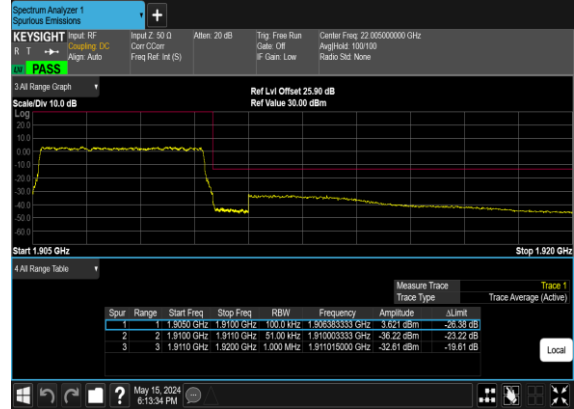 Spectrum Analyzer 1
Spurious Emissions
KEYSIGHT
R T
Input: RF
Coupling: DC
Align: Auto
Input Z: 50 Ω
Corr CCorr
Freq Ref: Int (S)
Atten: 20 dB
Trig: Free Run
Gate: Off
IF Gain: Low
Center Freq: 22.005000000 GHz
Avg|Hold: 100/100
Radio Std: None
PASS
3 All Range Graph
Scale/Div 10.0 dB
Ref Lvl Offset 25.90 dB
Ref Value 30.00 dBm
Log
20.0
10.0
0.00
-10.0
-20.0
-30.0
-40.0
-50.0
-60.0
Start 1.905 GHz
Stop 1.920 GHz
4 All Range Table
Measure Trace Trace 1
Trace Type Trace Average (Active)
Spur Range Start Freq Stop Freq RBW Frequency Amplitude ΔLimit
1 1 1.9050 GHz 1.9100 GHz 100.0 kHz 1.906383333 GHz 3.621 dBm -26.38 dB
2 2 1.9100 GHz 1.9110 GHz 51.00 kHz 1.910003333 GHz -36.22 dBm -23.22 dB
3 3 1.9110 GHz 1.9200 GHz 1.000 MHz 1.911015000 GHz -32.61 dBm -19.61 dB
Local
May 15, 2024
6:13:34 PM